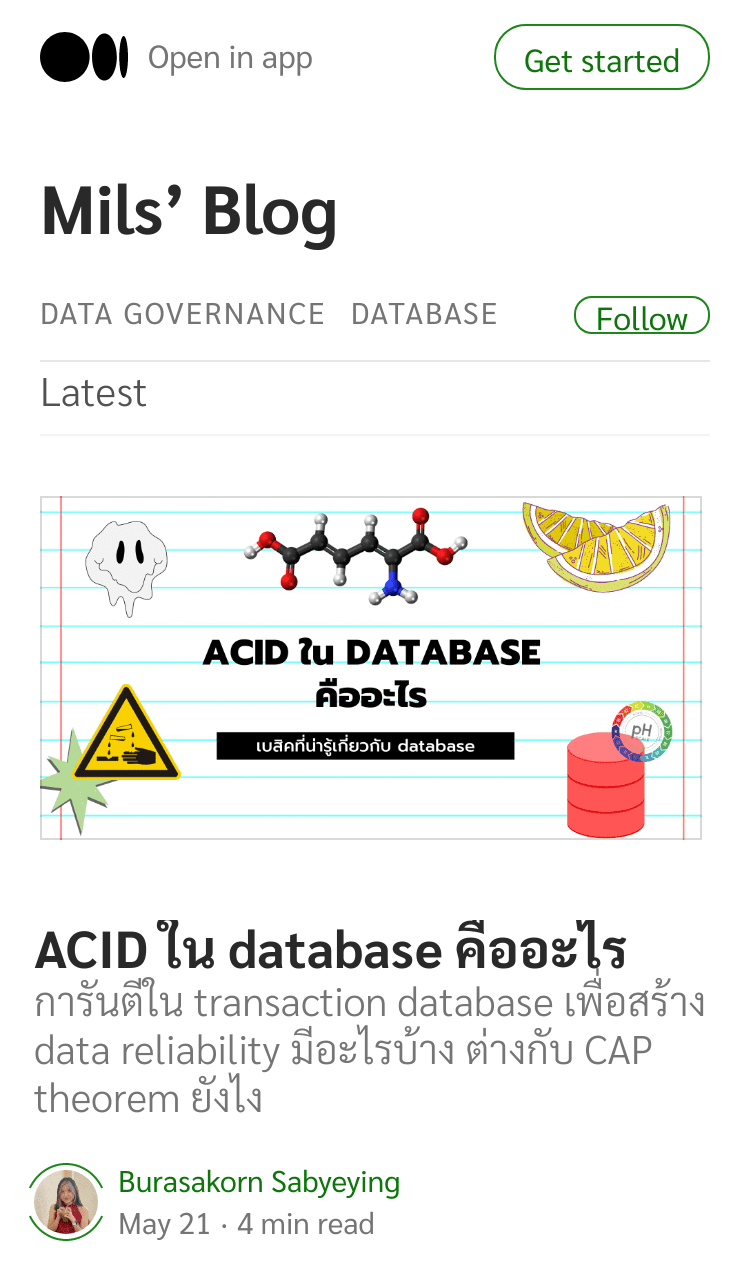 Open in app
Get started
Mils’ Blog
DATA GOVERNANCE
DATABASE
Follow
Latest
ACID ใน DATABASE
คืออะไร
เบสิคที่น่ารู้เกี่ยวกับ database
pH
ACID ใน database คืออะไร
การันตีใน transaction database เพื่อสร้าง
data reliability มีอะไรบ้าง ต่างกับ CAP
theorem ยังไง
Burasakorn Sabyeying
May 21 · 4 min read